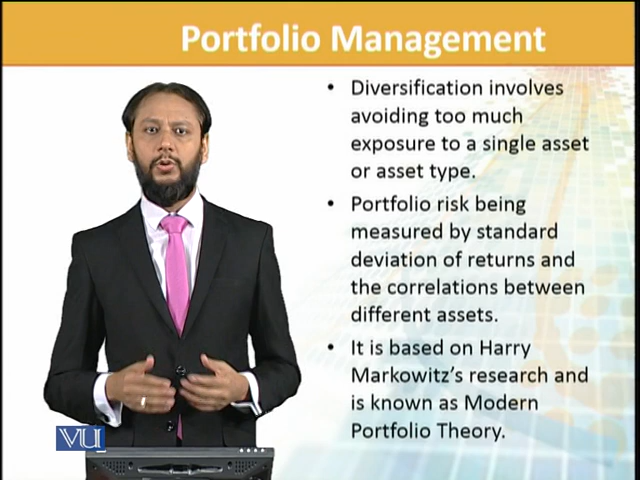 Portfolio Management
• Diversification involves
avoiding too much
exposure to a single asset
or asset type.
• Portfolio risk being
measured by standard
deviation of returns and
the correlations between
different assets.
• It is based on Harry
Markowitz's research and
is known as Modern
Portfolio Theory.
VU